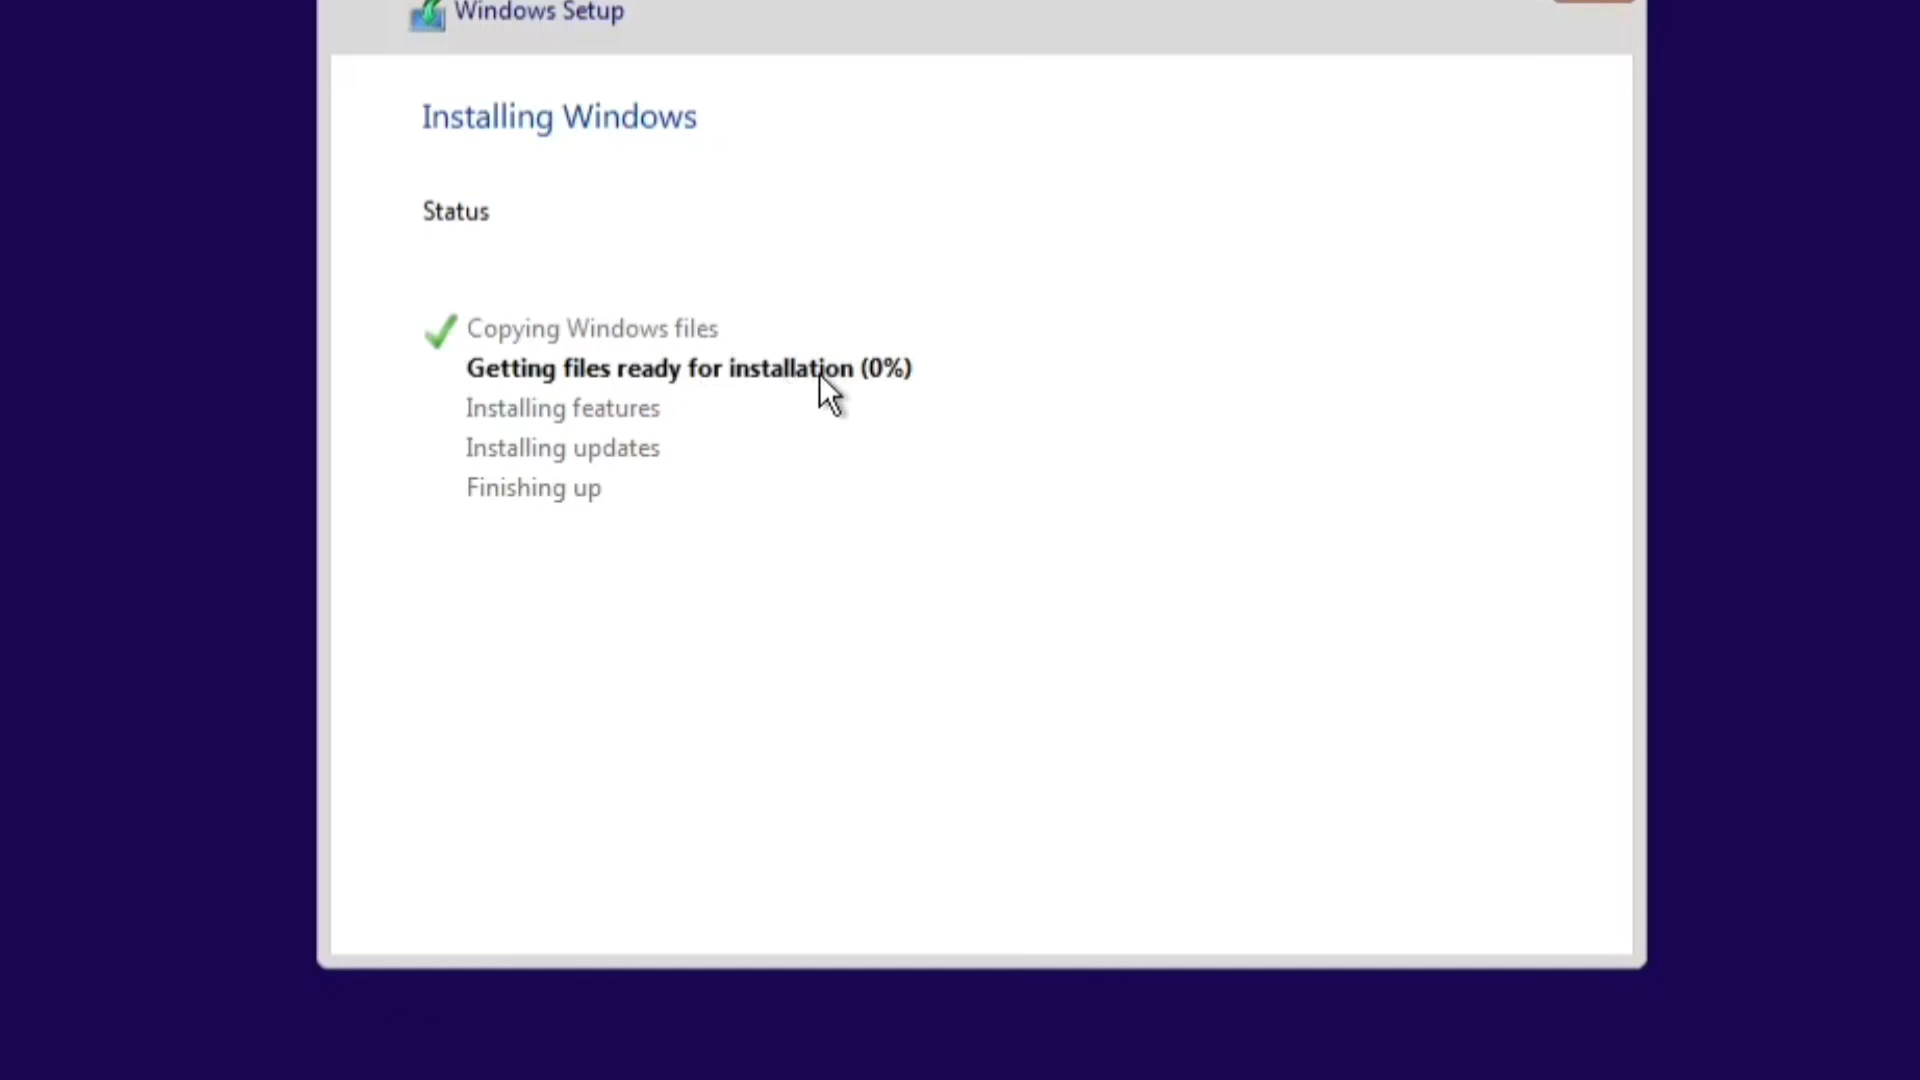 Windows Setup
Installing Windows
Status
Copying Windows files
Getting files ready for installation (0%)
Installing features
Installing updates
Finishing up